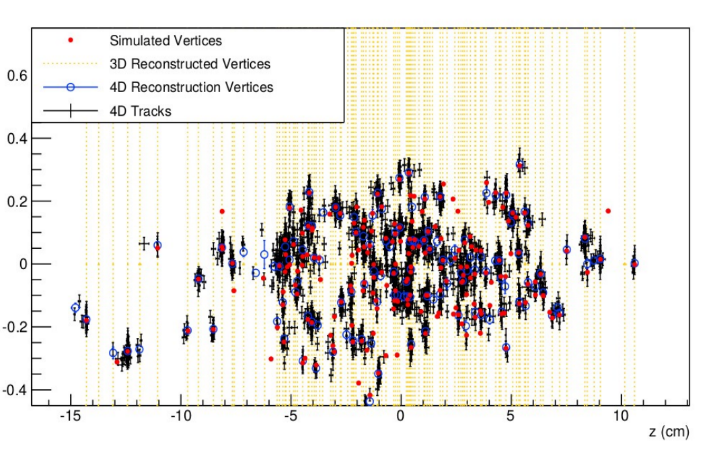 Simulated Vertices
3D Reconstructed Vertices
4D Reconstruction Vertices
4D Tracks
0.6
0.4
0.2
0
-0.2
-0.4
-15 -10 -5 0 5 10
z (cm)